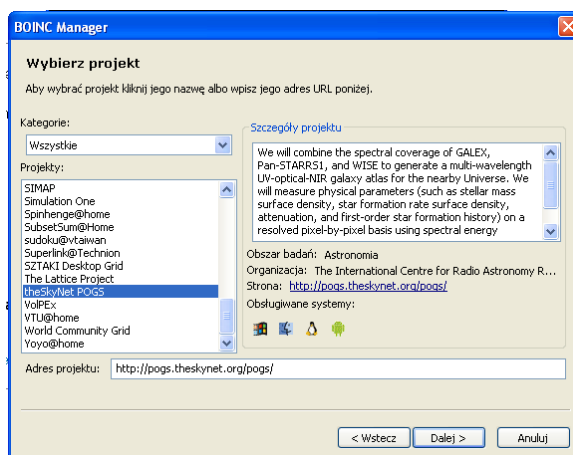 BOINC Manager
Wybierz projekt
Aby wybrać projekt kliknij jego nazwę albo wpisz jego adres URL poniżej.
Kategorie:
Wszystkie
Projekty:
SIMAP
Simulation One
Spinhenge@home
SubsetSum@Home
sudoku@vtaiwan
Superlink@Technion
SZTAKI Desktop Grid
The Lattice Project
theSkyNet POGS
VolPEx
VTU@home
World Community Grid
Yoyo@home
Szczegóły projektu
We will combine the spectral coverage of GALEX,
Pan-STARRS1, and WISE to generate a multi-wavelength
UV-optical-NIR galaxy atlas for the nearby Universe. We
will measure physical parameters (such as stellar mass
surface density, star formation rate surface density,
attenuation, and first-order star formation history) on a
resolved pixel-by-pixel basis using spectral energy
Obszar badań: Astronomia
Organizacja: The International Centre for Radio Astronomy R...
Strona: http://pogs.theskynet.org/pogs/
Obsługiwane systemy:
Adres projektu: http://pogs.theskynet.org/pogs/
< Wstecz Dalej > Anuluj